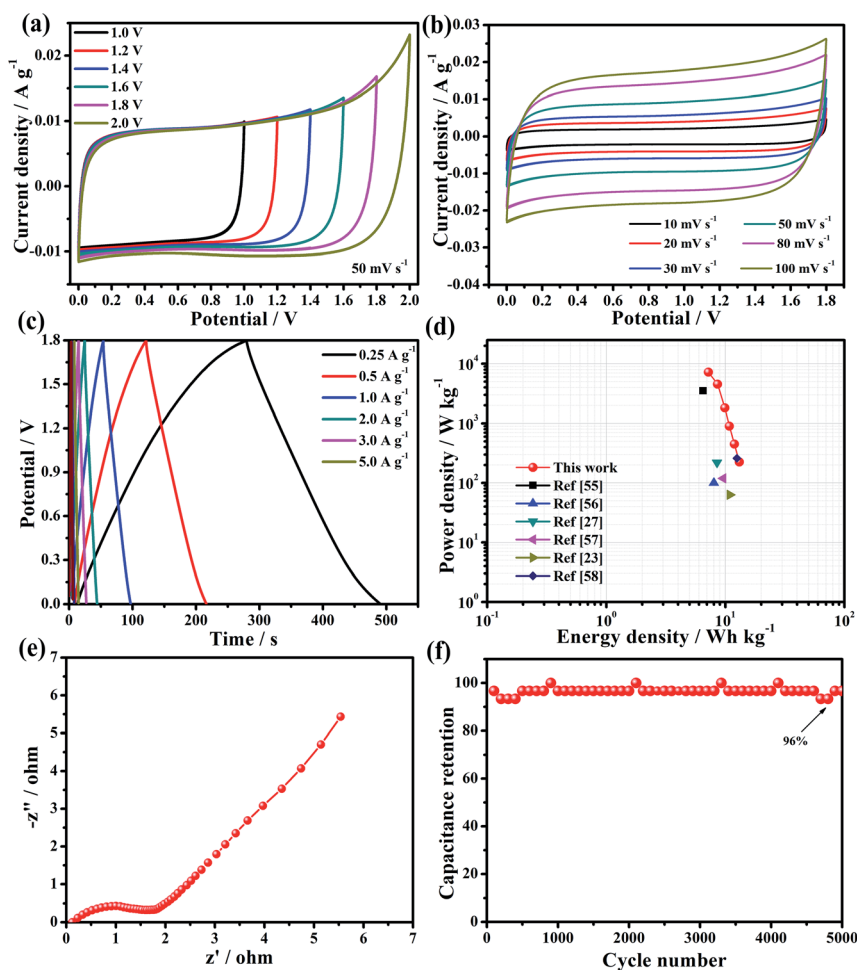 (a)
1.0 V
1.2 V
1.4 V
1.6 V
1.8 V
2.0 V
50 mV s-1
Current density / A g-1
0.02
0.01
0.00
-0.01
0.0 0.2 0.4 0.6 0.8 1.0 1.2 1.4 1.6 1.8 2.0
Potential / V
(b)
Current density / A g-1
0.03
0.02
0.01
0.00
-0.01
-0.02
-0.03
-0.04
10 mV s-1 50 mV s-1
20 mV s-1 80 mV s-1
30 mV s-1 100 mV s-1
0.0 0.2 0.4 0.6 0.8 1.0 1.2 1.4 1.6 1.8
Potential / V
(c)
Potential / V
1.8
1.5
1.2
0.9
0.6
0.3
0.0
0.25 A g-1
0.5 A g-1
1.0 A g-1
2.0 A g-1
3.0 A g-1
5.0 A g-1
0 100 200 300 400 500
Time / s
(d)
Power density / W kg-1
10^4
10^3
10^2
10^1
10^0
This work
Ref [55]
Ref [56]
Ref [27]
Ref [57]
Ref [23]
Ref [58]
10^-1 10^0 10^1 10^2
Energy density / Wh kg-1
(e)
-z'' / ohm
7
6
5
4
3
2
1
0
0 1 2 3 4 5 6 7
z' / ohm
(f)
Capacitance retention
100
80
60
40
20
0
96%
0 1000 2000 3000 4000 5000
Cycle number